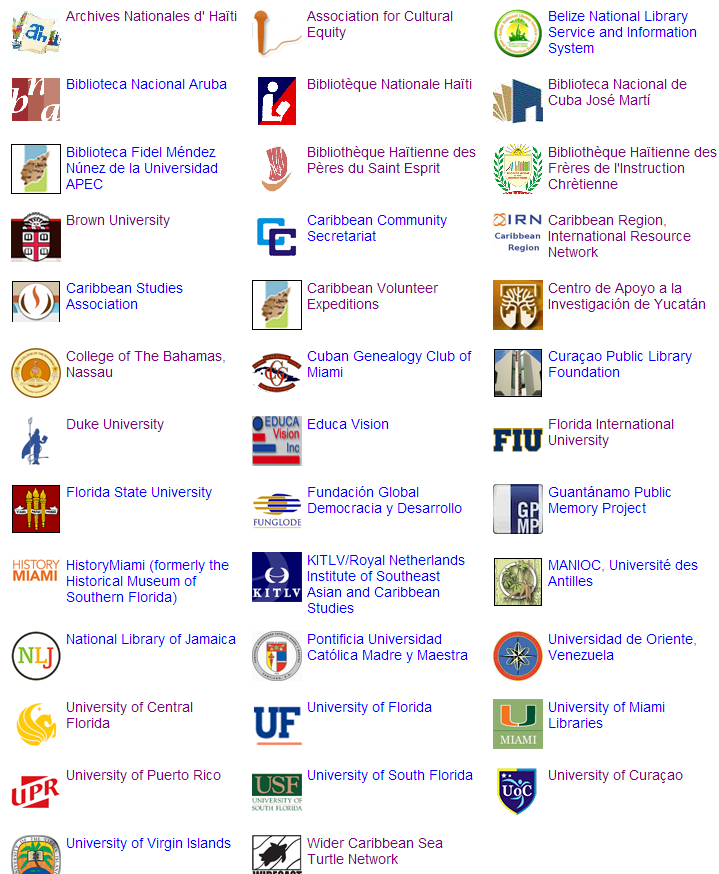 Archives Nationales d' Haïti
Association for Cultural
Equity
Belize National Library
Service and Information
System
bna
Biblioteca Nacional Aruba
Bibliotèque Nationale Haïti
Biblioteca Nacional de
Cuba José Martí
Biblioteca Fidel Méndez
Núnez de la Universidad
APEC
Bibliothèque Haïtienne des
Pères du Saint Esprit
Bibliothèque Haïtienne des
Frères de l'Instruction
Chrètienne
Brown University
Caribbean Community
Secretariat
IRN
Caribbean
Region
Caribbean Region,
International Resource
Network
Caribbean Studies
Association
Caribbean Volunteer
Expeditions
Centro de Apoyo a la
Investigación de Yucatán
College of The Bahamas,
Nassau
Cuban Genealogy Club of
Miami
Curaçao Public Library
Foundation
Duke University
EDUCA
Vision
Inc
Educa Vision
FIU
Florida International
University
Florida State University
FUNGLODE
Fundación Global
Democracia y Desarrollo
GP
MP
Guantánamo Public
Memory Project
HISTORY
MIAMI
HistoryMiami (formerly the
Historical Museum of
Southern Florida)
KITLV
KITLV/Royal Netherlands
Institute of Southeast
Asian and Caribbean
Studies
MANIOC, Université des
Antilles
NLJ
National Library of Jamaica
Pontificia Universidad
Católica Madre y Maestra
Universidad de Oriente,
Venezuela
University of Central
Florida
UF
University of Florida
U
MIAMI
University of Miami
Libraries
UPR
University of Puerto Rico
USF
UNIVERSITY OF
SOUTH FLORIDA
University of South Florida
UoC
University of Curaçao
University of Virgin Islands
WIDECAST
Wider Caribbean Sea
Turtle Network